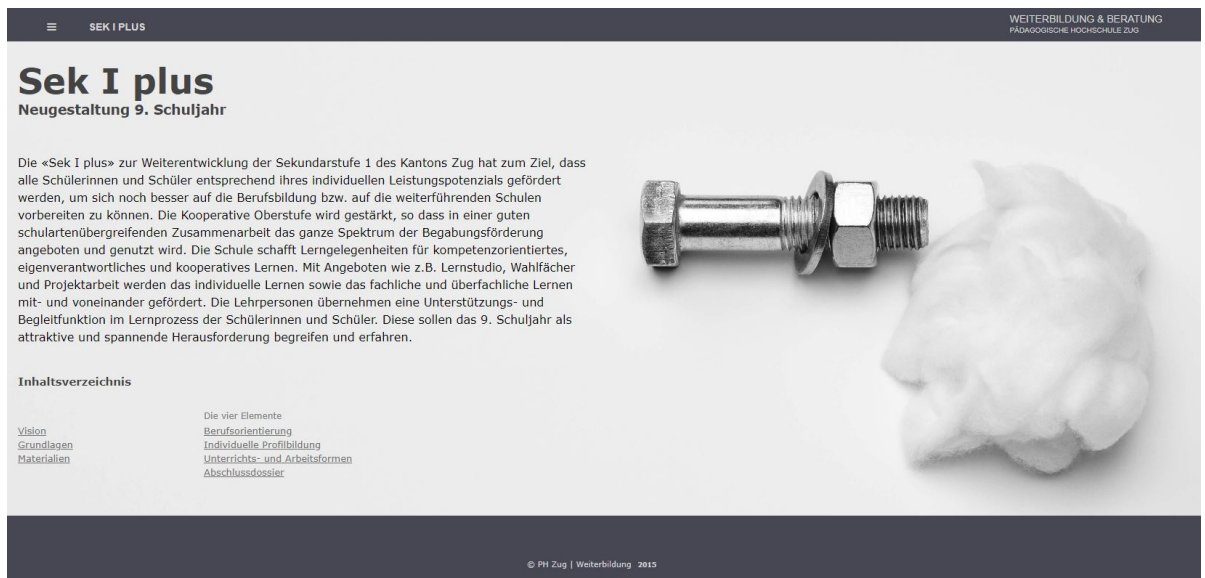 ☰ SEK I PLUS
WEITERBILDUNG & BERATUNG
PÄDAGOGISCHE HOCHSCHULE ZUG
Sek I plus
Neugestaltung 9. Schuljahr
Die «Sek I plus» zur Weiterentwicklung der Sekundarstufe 1 des Kantons Zug hat zum Ziel, dass
alle Schülerinnen und Schüler entsprechend ihres individuellen Leistungspotenzials gefördert
werden, um sich noch besser auf die Berufsbildung bzw. auf die weiterführenden Schulen
vorbereiten zu können. Die Kooperative Oberstufe wird gestärkt, so dass in einer guten
schulartenübergreifenden Zusammenarbeit das ganze Spektrum der Begabungsförderung
angeboten und genutzt wird. Die Schule schafft Lerngelegenheiten für kompetenzorientiertes,
eigenverantwortliches und kooperatives Lernen. Mit Angeboten wie z.B. Lernstudio, Wahlfächer
und Projektarbeit werden das individuelle Lernen sowie das fachliche und überfachliche Lernen
mit- und voneinander gefördert. Die Lehrpersonen übernehmen eine Unterstützungs- und
Begleitfunktion im Lernprozess der Schülerinnen und Schüler. Diese sollen das 9. Schuljahr als
attraktive und spannende Herausforderung begreifen und erfahren.
Inhaltsverzeichnis
Vision
Grundlagen
Materialien
Die vier Elemente
Berufsorientierung
Individuelle Profilbildung
Unterrichts- und Arbeitsformen
Abschlussdossier
© PH Zug | Weiterbildung 2015